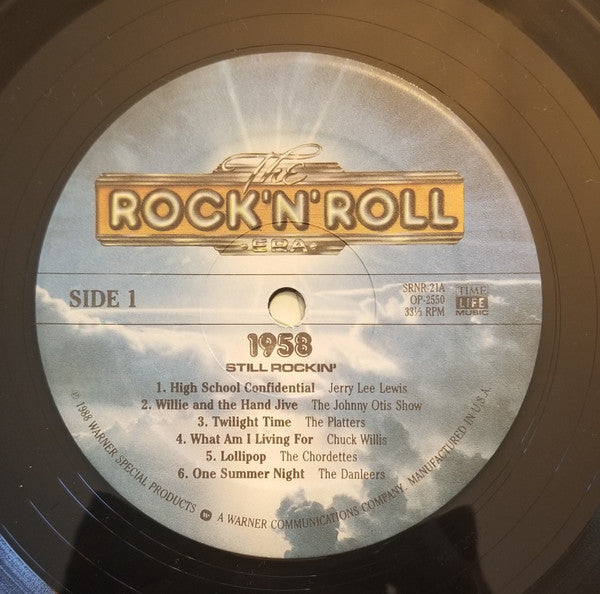 The
ROCK'N'ROLL
·ERA·
SIDE 1
SRNR-21A
OP-2550
33⅓ RPM
TIME
LIFE
MUSIC
1958
STILL ROCKIN'
1. High School Confidential Jerry Lee Lewis
2. Willie and the Hand Jive The Johnny Otis Show
3. Twilight Time The Platters
4. What Am I Living For Chuck Willis
5. Lollipop The Chordettes
6. One Summer Night The Danleers
℗ 1988 WARNER SPECIAL PRODUCTS A WARNER COMMUNICATIONS COMPANY. MANUFACTURED IN U.S.A.